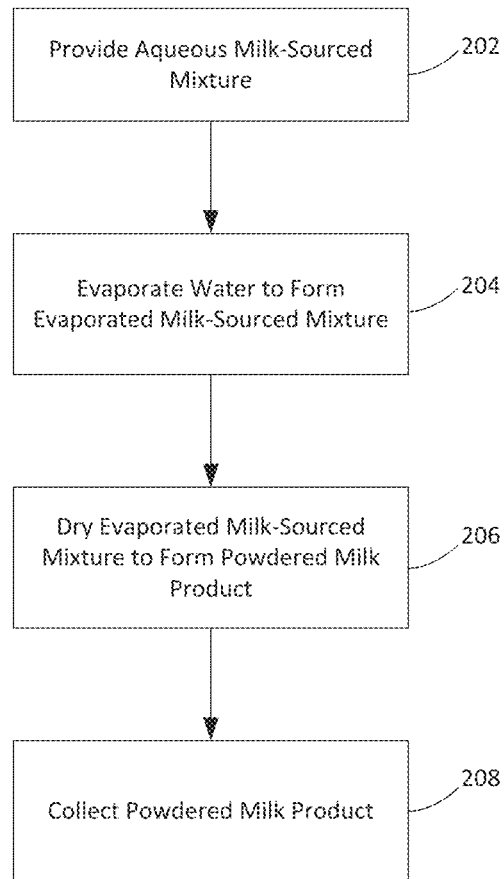 Provide Aqueous Milk-Sourced
Mixture
202
Evaporate Water to Form
Evaporated Milk-Sourced Mixture
204
Dry Evaporated Milk-Sourced
Mixture to Form Powdered Milk
Product
206
Collect Powdered Milk Product
208